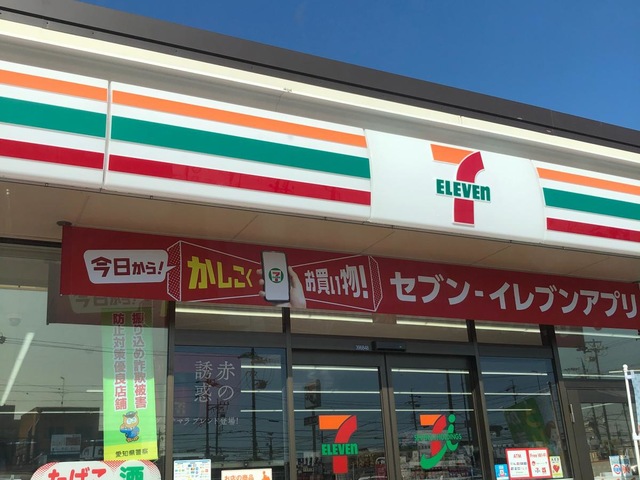 ELEVEn
今日から!
かしこく
お買い物!
セブン-イレブンアプリ
振り込め詐欺被害
防止対策優良店舗
愛知県警察
赤の
誘惑
ELEVEn
たばこ 酒
ATM